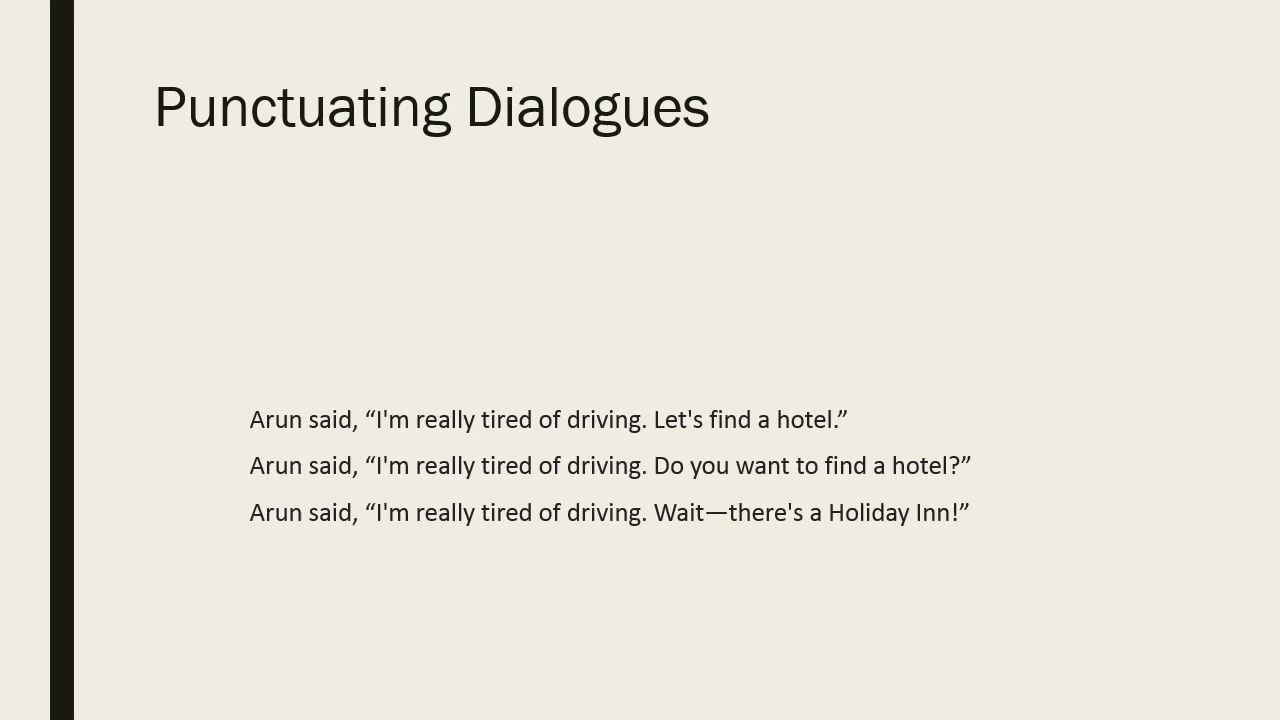 Punctuating Dialogues
Arun said, “I'm really tired of driving. Let's find a hotel.”
Arun said, “I'm really tired of driving. Do you want to find a hotel?”
Arun said, “I'm really tired of driving. Wait—there's a Holiday Inn!”